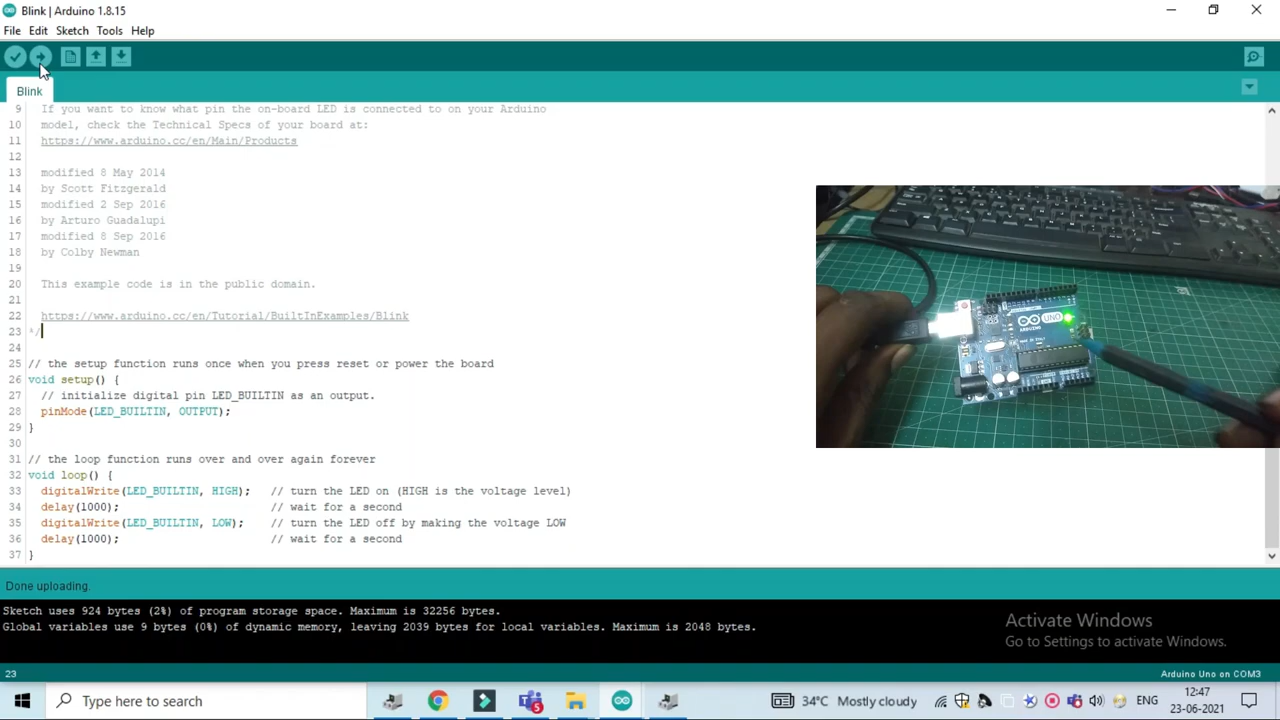 Blink | Arduino 1.8.15
File Edit Sketch Tools Help
Blink
9 If you want to know what pin the on-board LED is connected to on your Arduino
10 model, check the Technical Specs of your board at:
11 https://www.arduino.cc/en/Main/Products
12
13 modified 8 May 2014
14 by Scott Fitzgerald
15 modified 2 Sep 2016
16 by Arturo Guadalupi
17 modified 8 Sep 2016
18 by Colby Newman
19
20 This example code is in the public domain.
21
22 https://www.arduino.cc/en/Tutorial/BuiltInExamples/Blink
23 */
24
25 // the setup function runs once when you press reset or power the board
26 void setup() {
27 // initialize digital pin LED_BUILTIN as an output.
28 pinMode(LED_BUILTIN, OUTPUT);
29 }
30
31 // the loop function runs over and over again forever
32 void loop() {
33 digitalWrite(LED_BUILTIN, HIGH); // turn the LED on (HIGH is the voltage level)
34 delay(1000); // wait for a second
35 digitalWrite(LED_BUILTIN, LOW); // turn the LED off by making the voltage LOW
36 delay(1000); // wait for a second
37 }
UNO
ARDUINO
Done uploading.
Sketch uses 924 bytes (2%) of program storage space. Maximum is 32256 bytes.
Global variables use 9 bytes (0%) of dynamic memory, leaving 2039 bytes for local variables. Maximum is 2048 bytes.
Activate Windows
Go to Settings to activate Windows.
23
Arduino Uno on COM3
Type here to search
5
34°C Mostly cloudy
ENG
12:47
23-06-2021